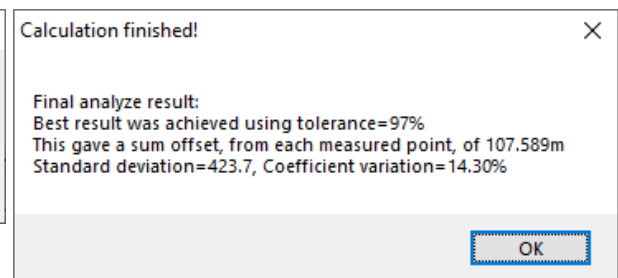 Calculation finished!
Final analyze result:
Best result was achieved using tolerance=97%
This gave a sum offset, from each measured point, of 107.589m
Standard deviation=423.7, Coefficient variation=14.30%
OK